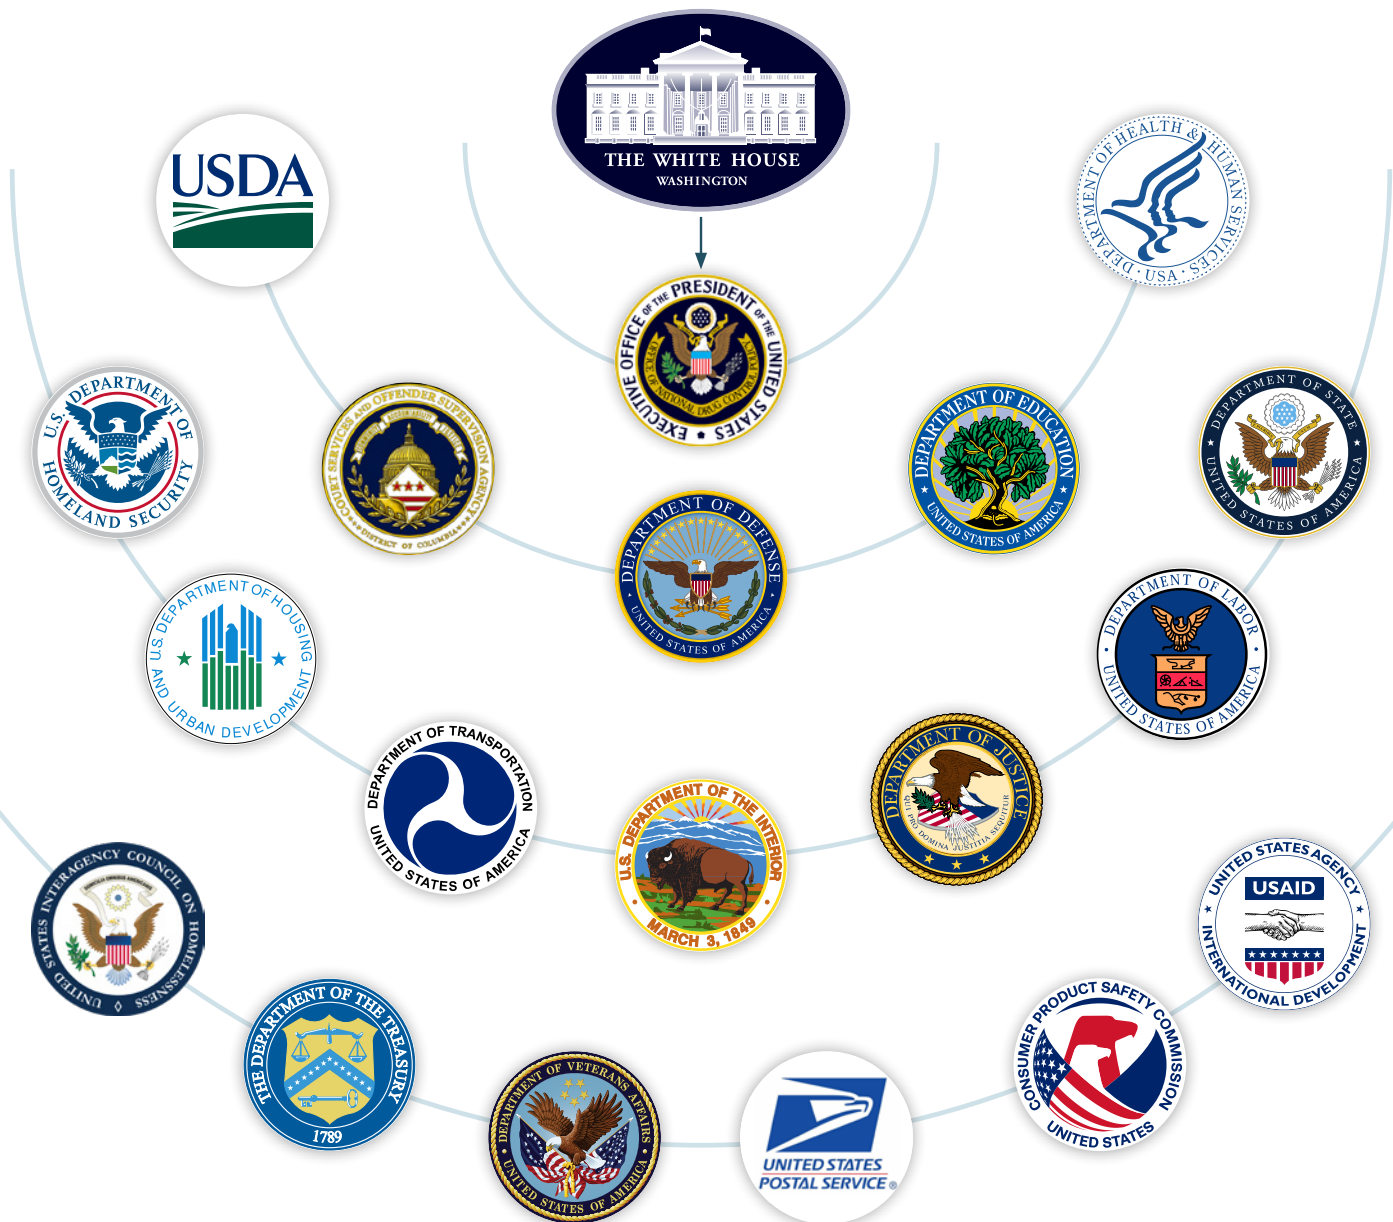 THE WHITE HOUSE
WASHINGTON
USDA
DEPARTMENT OF HEALTH & HUMAN SERVICES · USA ·
EXECUTIVE OFFICE OF THE PRESIDENT OF THE UNITED STATES
OFFICE OF NATIONAL DRUG CONTROL POLICY
U.S. DEPARTMENT OF
HOMELAND SECURITY
COURT SERVICES AND OFFENDER SUPERVISION AGENCY
DISTRICT OF COLUMBIA
DEPARTMENT OF EDUCATION
UNITED STATES OF AMERICA
DEPARTMENT OF STATE
UNITED STATES OF AMERICA
DEPARTMENT OF DEFENSE
UNITED STATES OF AMERICA
U.S. DEPARTMENT OF HOUSING
AND URBAN DEVELOPMENT
DEPARTMENT OF LABOR
UNITED STATES OF AMERICA
DEPARTMENT OF TRANSPORTATION
UNITED STATES OF AMERICA
U.S. DEPARTMENT OF THE INTERIOR
MARCH 3, 1849
DEPARTMENT OF JUSTICE
QUI PRO DOMINA JUSTITIA SEQUITUR
UNITED STATES INTERAGENCY COUNCIL ON HOMELESSNESS
UNITED STATES AGENCY
USAID
INTERNATIONAL DEVELOPMENT
THE DEPARTMENT OF THE TREASURY
1789
DEPARTMENT OF VETERANS AFFAIRS
UNITED STATES OF AMERICA
UNITED STATES
POSTAL SERVICE®
CONSUMER PRODUCT SAFETY COMMISSION
UNITED STATES